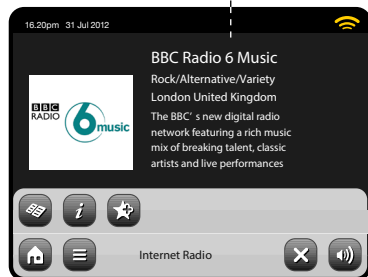 16.20pm 31 Jul 2012
BBC Radio 6 Music
Rock/Alternative/Variety
London United Kingdom
The BBC' s new digital radio
network featuring a rich music
mix of breaking talent, classic
artists and live performances
BBC
RADIO 6 music
i
Internet Radio